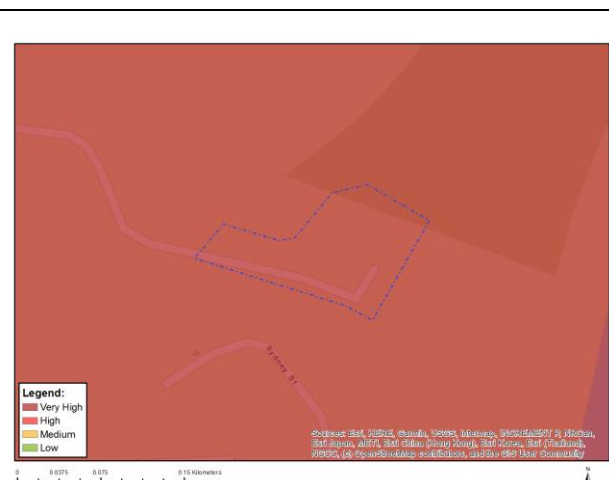 Sydney St
Legend:
Very High
High
Medium
Low
Sources: Esri, HERE, Garmin, USGS, Intermap, INCREMENT P, NRCan,
Esri Japan, METI, Esri China (Hong Kong), Esri Korea, Esri (Thailand),
NGCC, (c) OpenStreetMap contributors, and the GIS User Community
0 0.0375 0.075 0.15 Kilometers
N